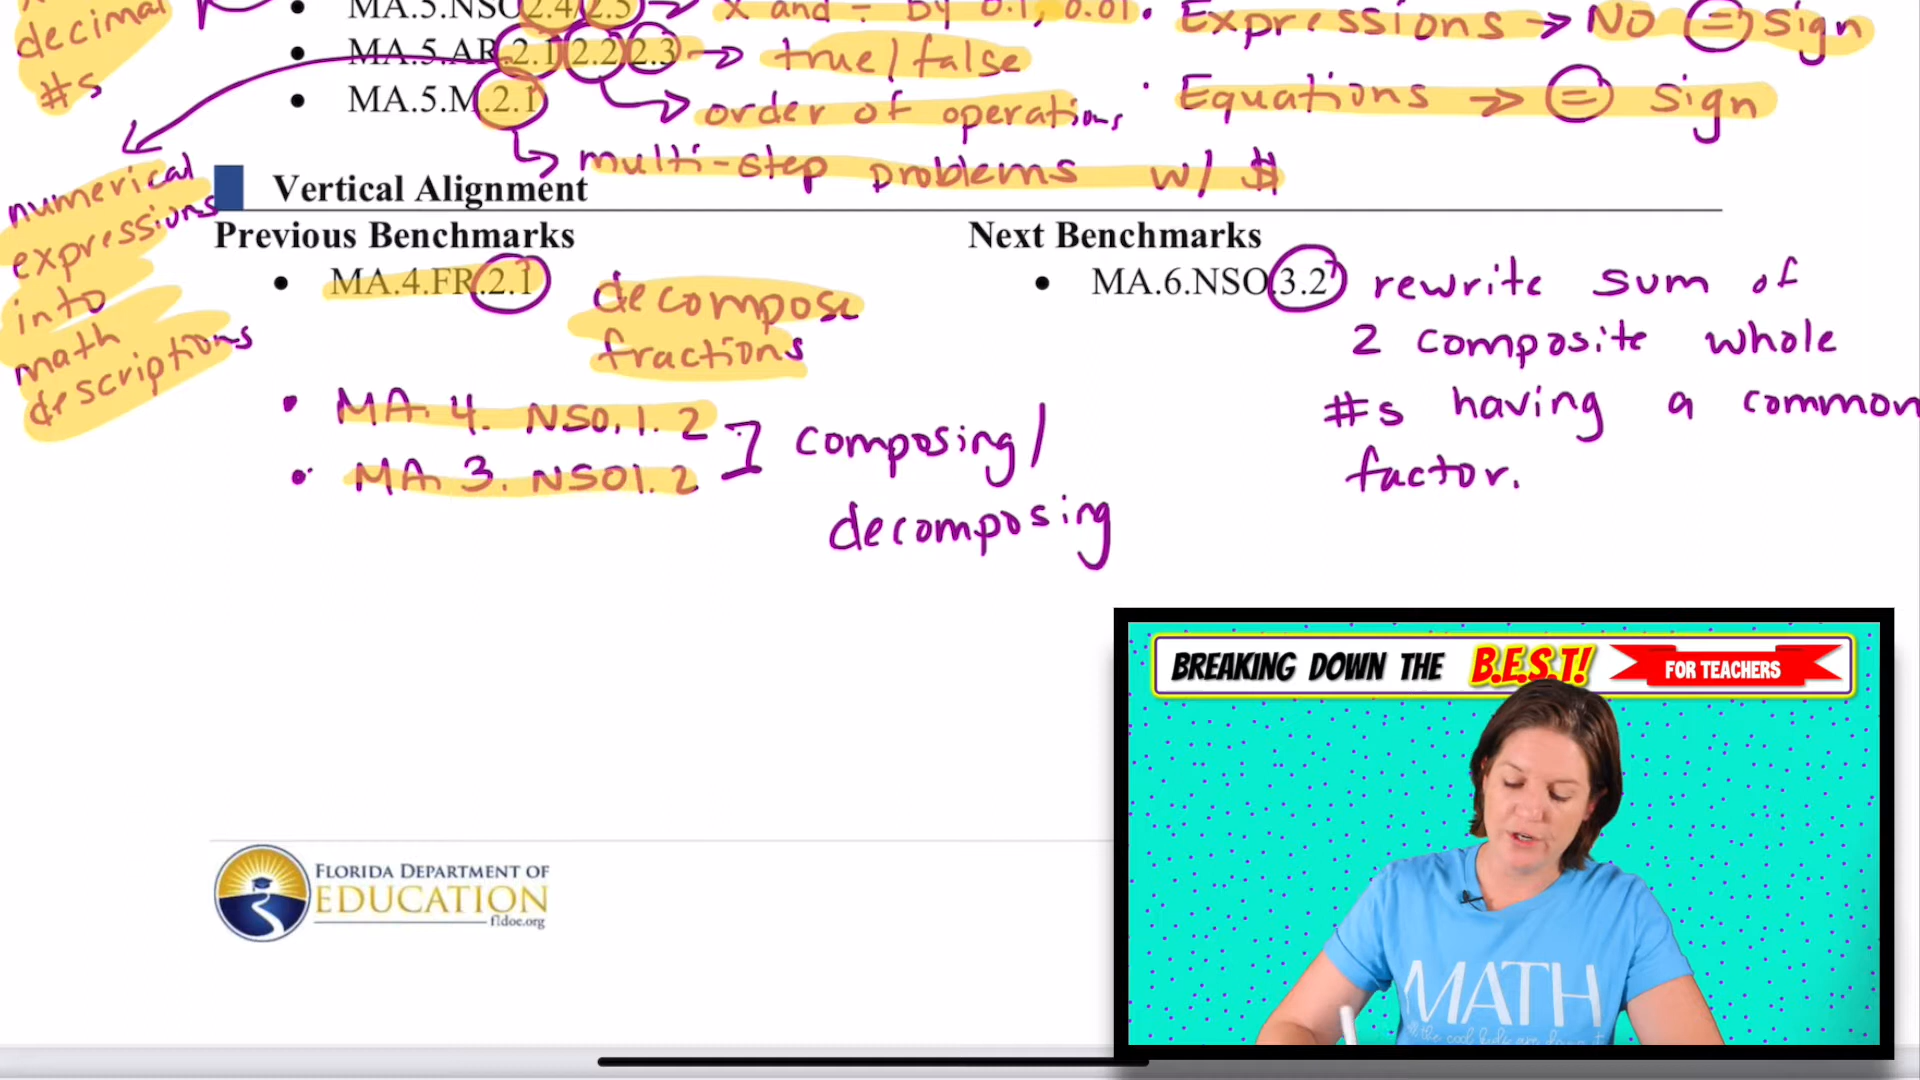 decimal
#s
MA.5.NSO.2.4/2.5 → x and ÷ by 0.1, 0.01
MA.5.AR.2.1 2.2 2.3 → true/false
MA.5.M.2.1 → order of operations
multi-step problems w/ $
• Expressions → NO = sign
• Equations → = sign
numerical
expressions
into
math
descriptions
Vertical Alignment
Previous Benchmarks
• MA.4.FR.2.1 decompose
fractions
• MA.4.NSO.1.2
• MA.3.NSO1.2
composing/
decomposing
Next Benchmarks
• MA.6.NSO.3.2 rewrite sum of
2 composite whole
#s having a common
factor.
FLORIDA DEPARTMENT OF
EDUCATION
fldoe.org
BREAKING DOWN THE B.E.S.T! FOR TEACHERS
MATH